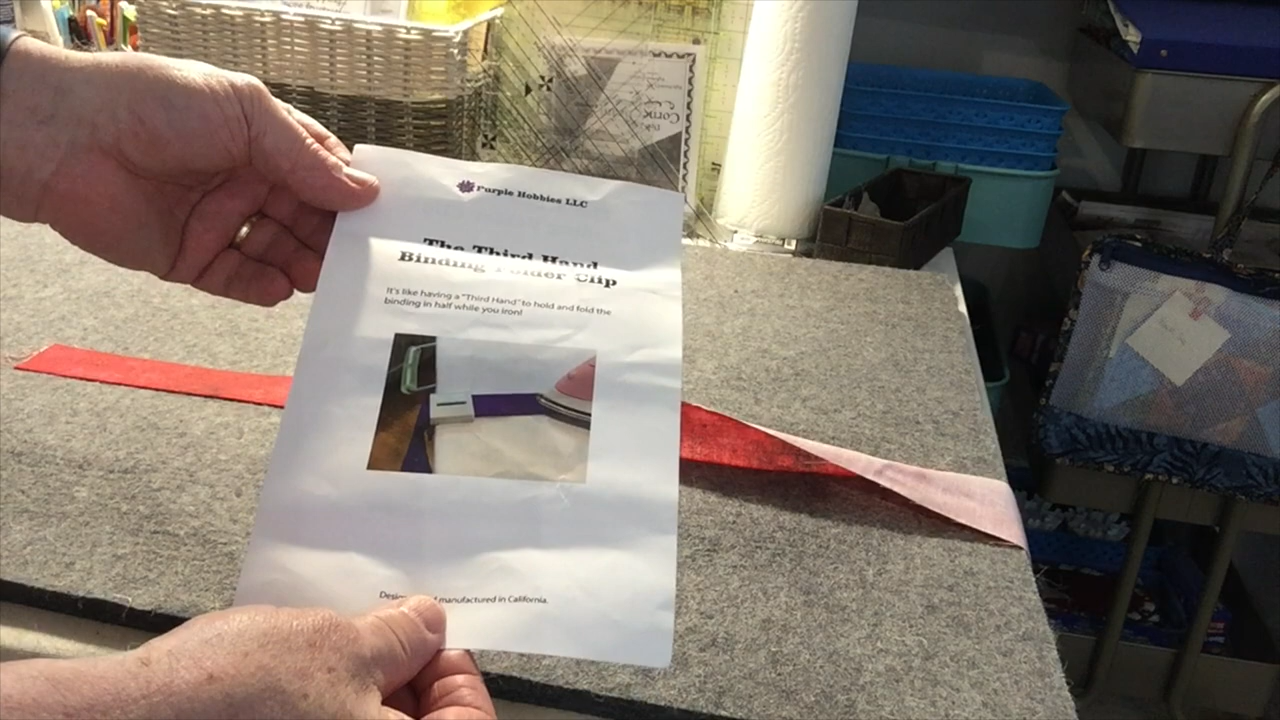 Purple Hobbies LLC
The Third Hand
Binding Folder Clip
It's like having a "Third Hand" to hold and fold the
binding in half while you iron!
manufactured in California.